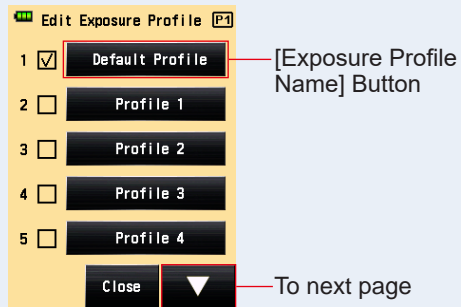 Edit Exposure Profile P1
1 Default Profile
[Exposure Profile
Name] Button
2 Profile 1
3 Profile 2
4 Profile 3
5 Profile 4
Close
To next page